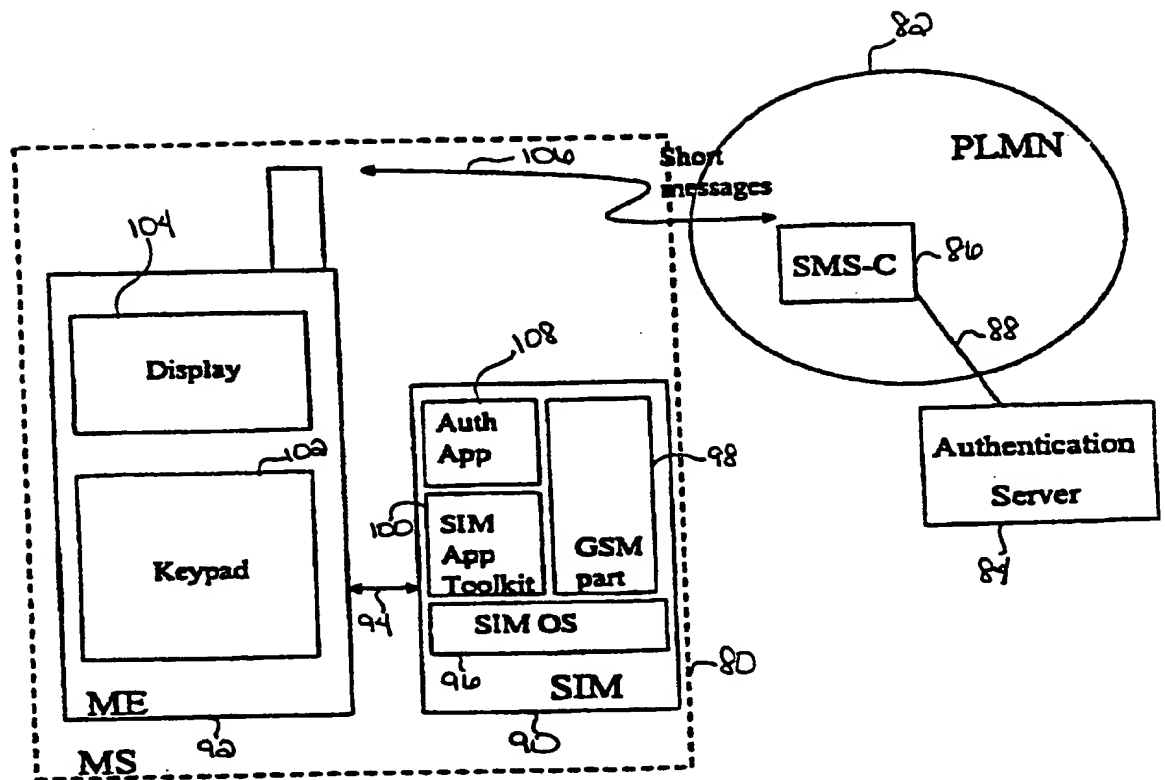 82
PLMN
106
Short
messages
104
SMS-C
86
88
108
Display
Auth
App
98
Authentication
Server
84
102
100
SIM
App
Toolkit
GSM
part
Keypad
94
SIM OS
96
SIM
80
ME
92
90
MS